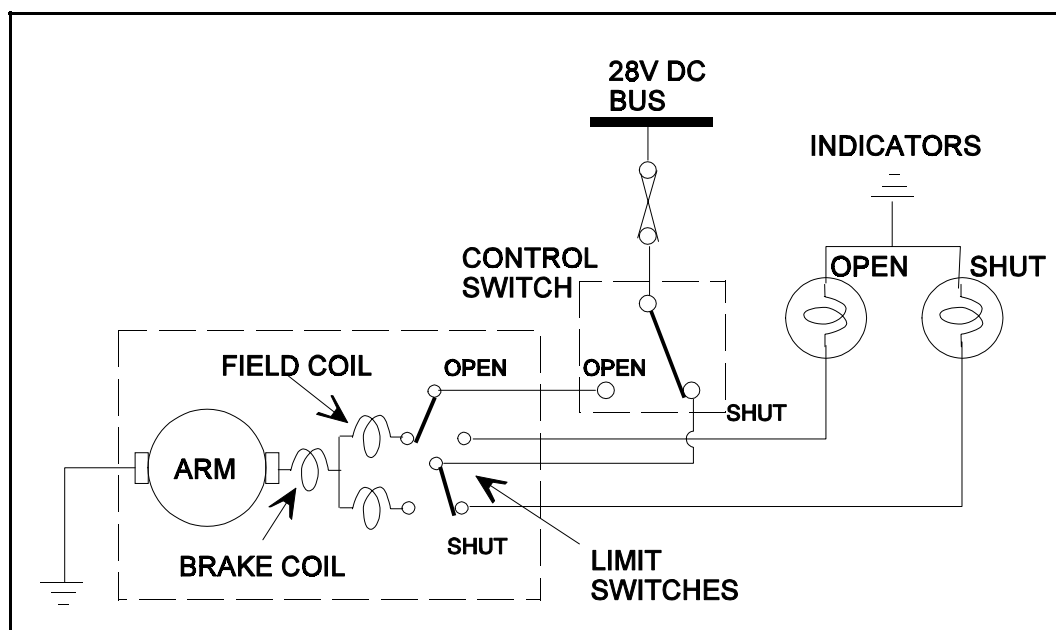 28V DC
BUS
INDICATORS
CONTROL
SWITCH
OPEN
SHUT
FIELD COIL
OPEN
OPEN
SHUT
ARM
SHUT
BRAKE COIL
LIMIT
SWITCHES